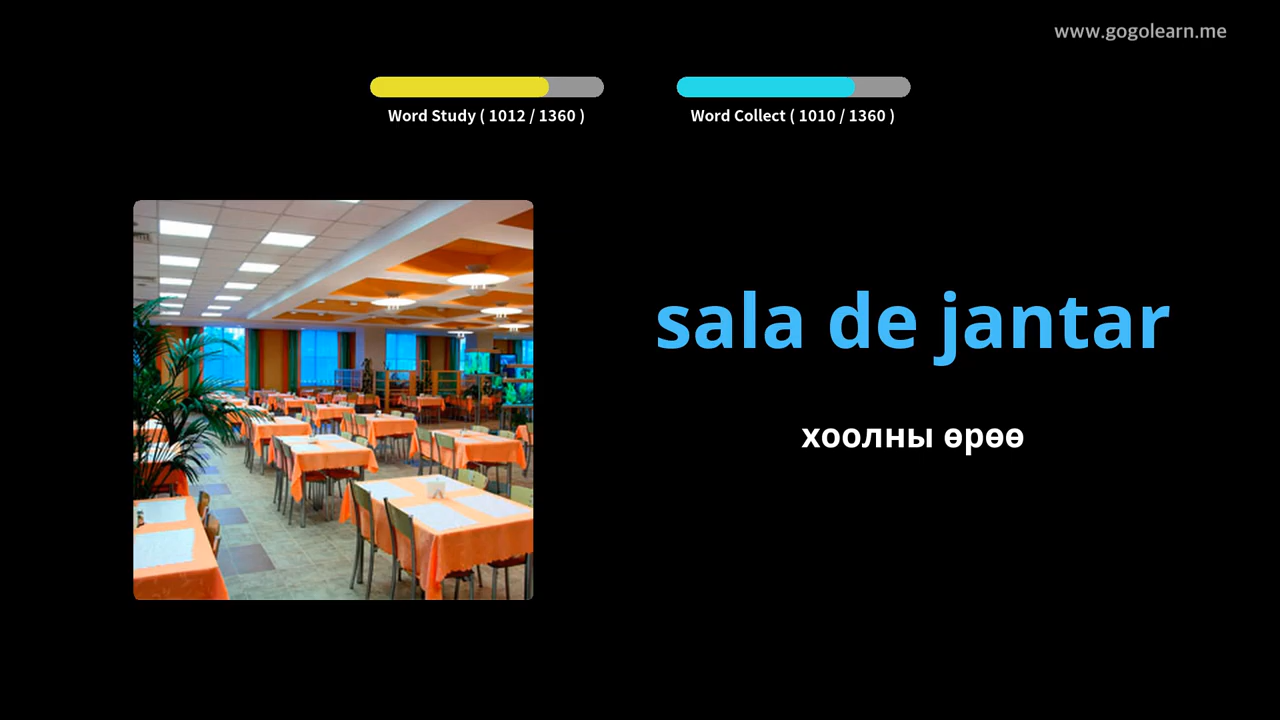 www.gogolearn.me
Word Study ( 1012 / 1360 )
Word Collect ( 1010 / 1360 )
sala de jantar
хоолны өрөө